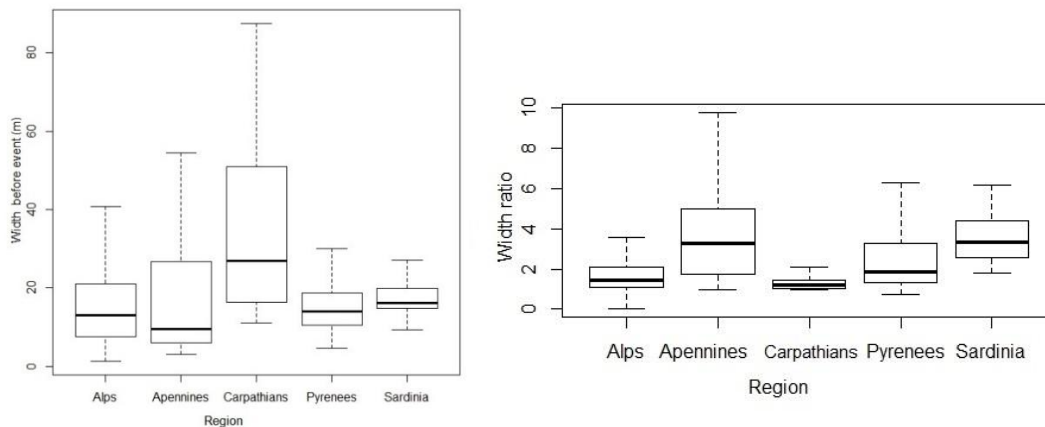 Width before event (m)
80
60
40
20
0
Alps Apennines Carpathians Pyrenees Sardinia
Region
Width ratio
10
8
6
4
2
0
Alps Apennines Carpathians Pyrenees Sardinia
Region